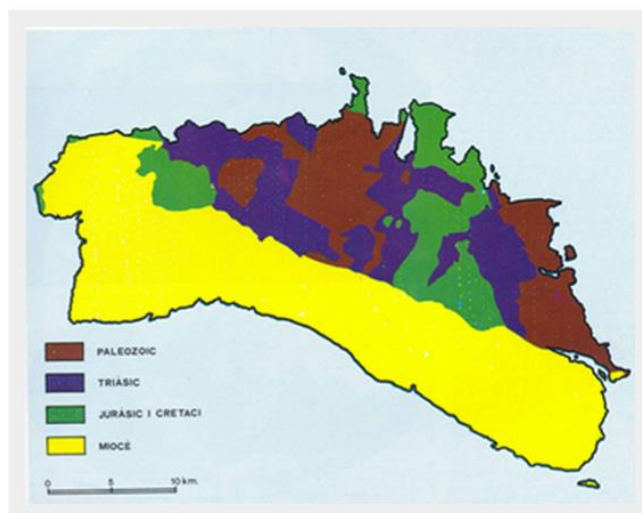 PALEOZOIC
TRIÀSIC
JURÀSIC I CRETACI
MIOCÈ
0 5 10 km.